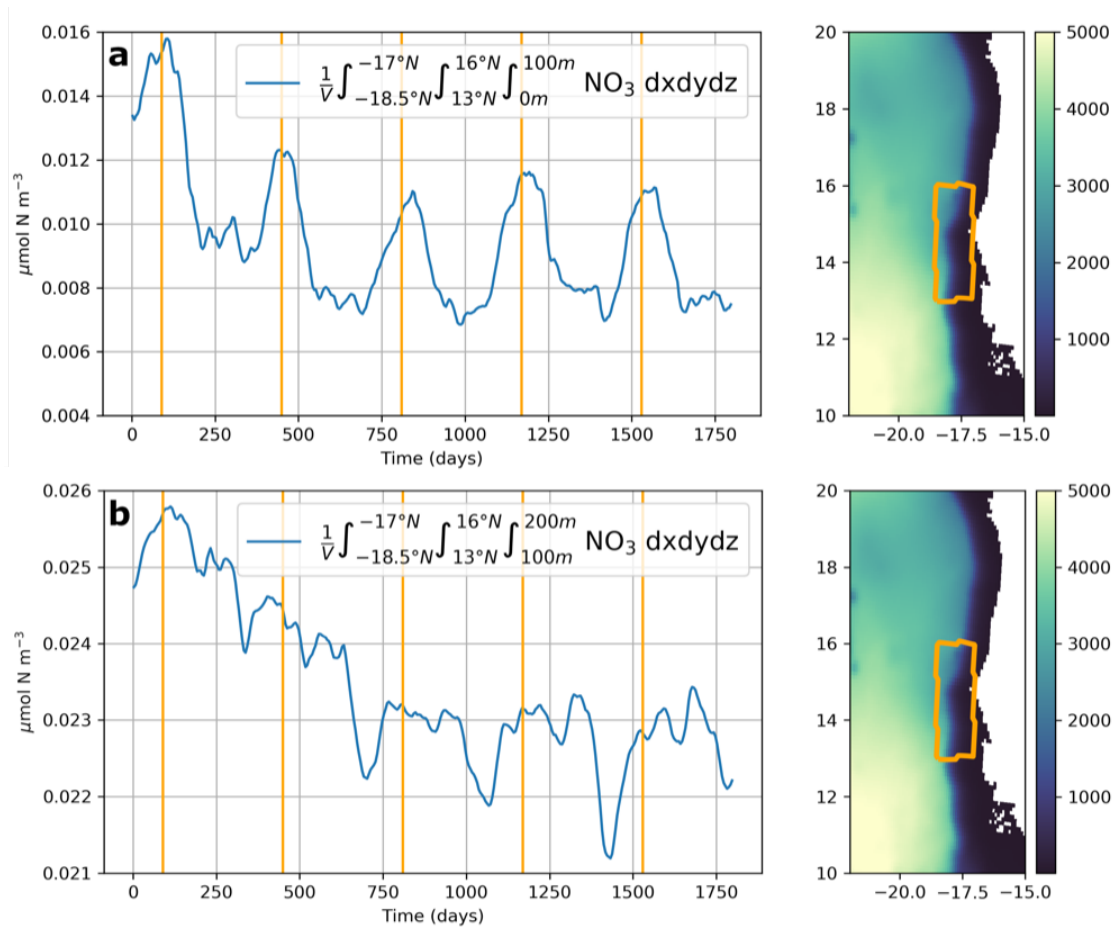 a
0.016
0.014
0.012
0.010
0.008
0.006
0.004
μmol N m⁻³
1/V ∫_{−18.5°N}^{−17°N} ∫_{13°N}^{16°N} ∫_{0m}^{100m} NO₃ dxdydz
0 250 500 750 1000 1250 1500 1750
Time (days)
20
18
16
14
12
10
−20.0 −17.5 −15.0
5000
4000
3000
2000
1000
b
0.026
0.025
0.024
0.023
0.022
0.021
μmol N m⁻³
1/V ∫_{−18.5°N}^{−17°N} ∫_{13°N}^{16°N} ∫_{100m}^{200m} NO₃ dxdydz
0 250 500 750 1000 1250 1500 1750
Time (days)
20
18
16
14
12
10
−20.0 −17.5 −15.0
5000
4000
3000
2000
1000